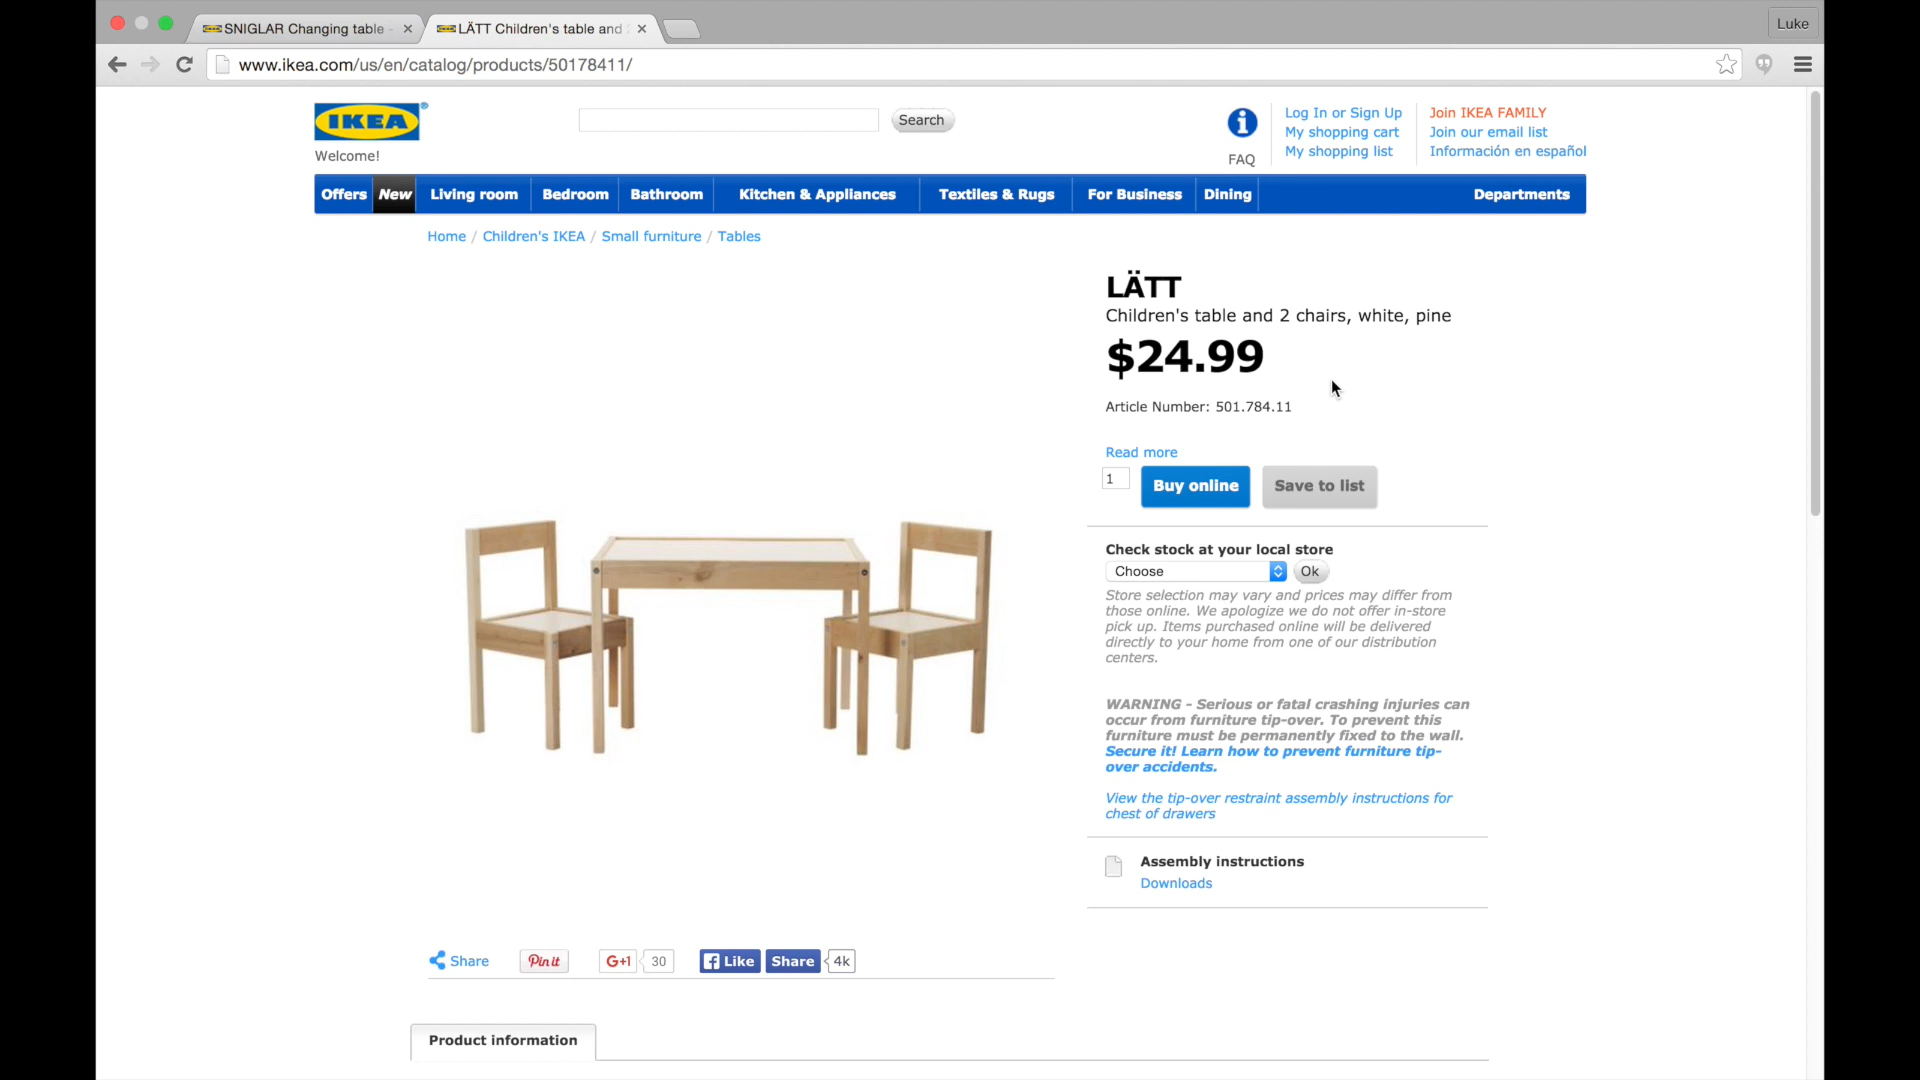 SNIGLAR Changing table
LÄTT Children's table and
Luke
www.ikea.com/us/en/catalog/products/50178411/
IKEA
Welcome!
Search
FAQ
Log In or Sign Up
My shopping cart
My shopping list
Join IKEA FAMILY
Join our email list
Información en español
Offers New Living room Bedroom Bathroom Kitchen & Appliances Textiles & Rugs For Business Dining Departments
Home / Children's IKEA / Small furniture / Tables
LÄTT
Children's table and 2 chairs, white, pine
$24.99
Article Number: 501.784.11
Read more
1 Buy online Save to list
Check stock at your local store
Choose Ok
Store selection may vary and prices may differ from
those online. We apologize we do not offer in-store
pick up. Items purchased online will be delivered
directly to your home from one of our distribution
centers.
WARNING - Serious or fatal crashing injuries can
occur from furniture tip-over. To prevent this
furniture must be permanently fixed to the wall.
Secure it! Learn how to prevent furniture tip-
over accidents.
View the tip-over restraint assembly instructions for
chest of drawers
Assembly instructions
Downloads
Share Pin it G+1 30 Like Share 4k
Product information